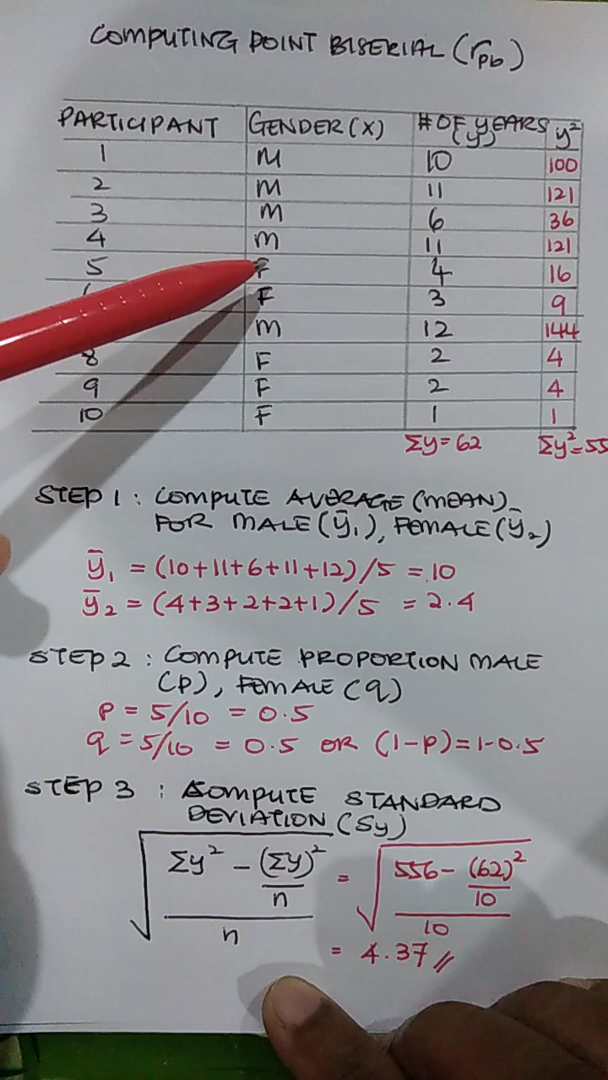 COMPUTING POINT BISERIAL (rpb)
PARTICIPANT GENDER (X) # OF YEARS (y) y²
1 M 10 100
2 M 11 121
3 M 6 36
4 M 11 121
5 F 4 16
F 3 9
M 12 144
8 F 2 4
9 F 2 4
10 F 1 1
Σy = 62 Σy² = 55
STEP 1 : COMPUTE AVERAGE (MEAN)
FOR MALE (ȳ₁), FEMALE (ȳ₂)
ȳ₁ = (10+11+6+11+12)/5 = 10
ȳ₂ = (4+3+2+2+1)/5 = 2.4
STEP 2 : COMPUTE PROPORTION MALE
(P), FEMALE (q)
P = 5/10 = 0.5
q = 5/10 = 0.5 OR (1-P) = 1-0.5
STEP 3 : COMPUTE STANDARD
DEVIATION (Sy)
√((Σy² - (Σy)²/n)/n) = √((556 - (62)²/10)/10)
= 4.37 //